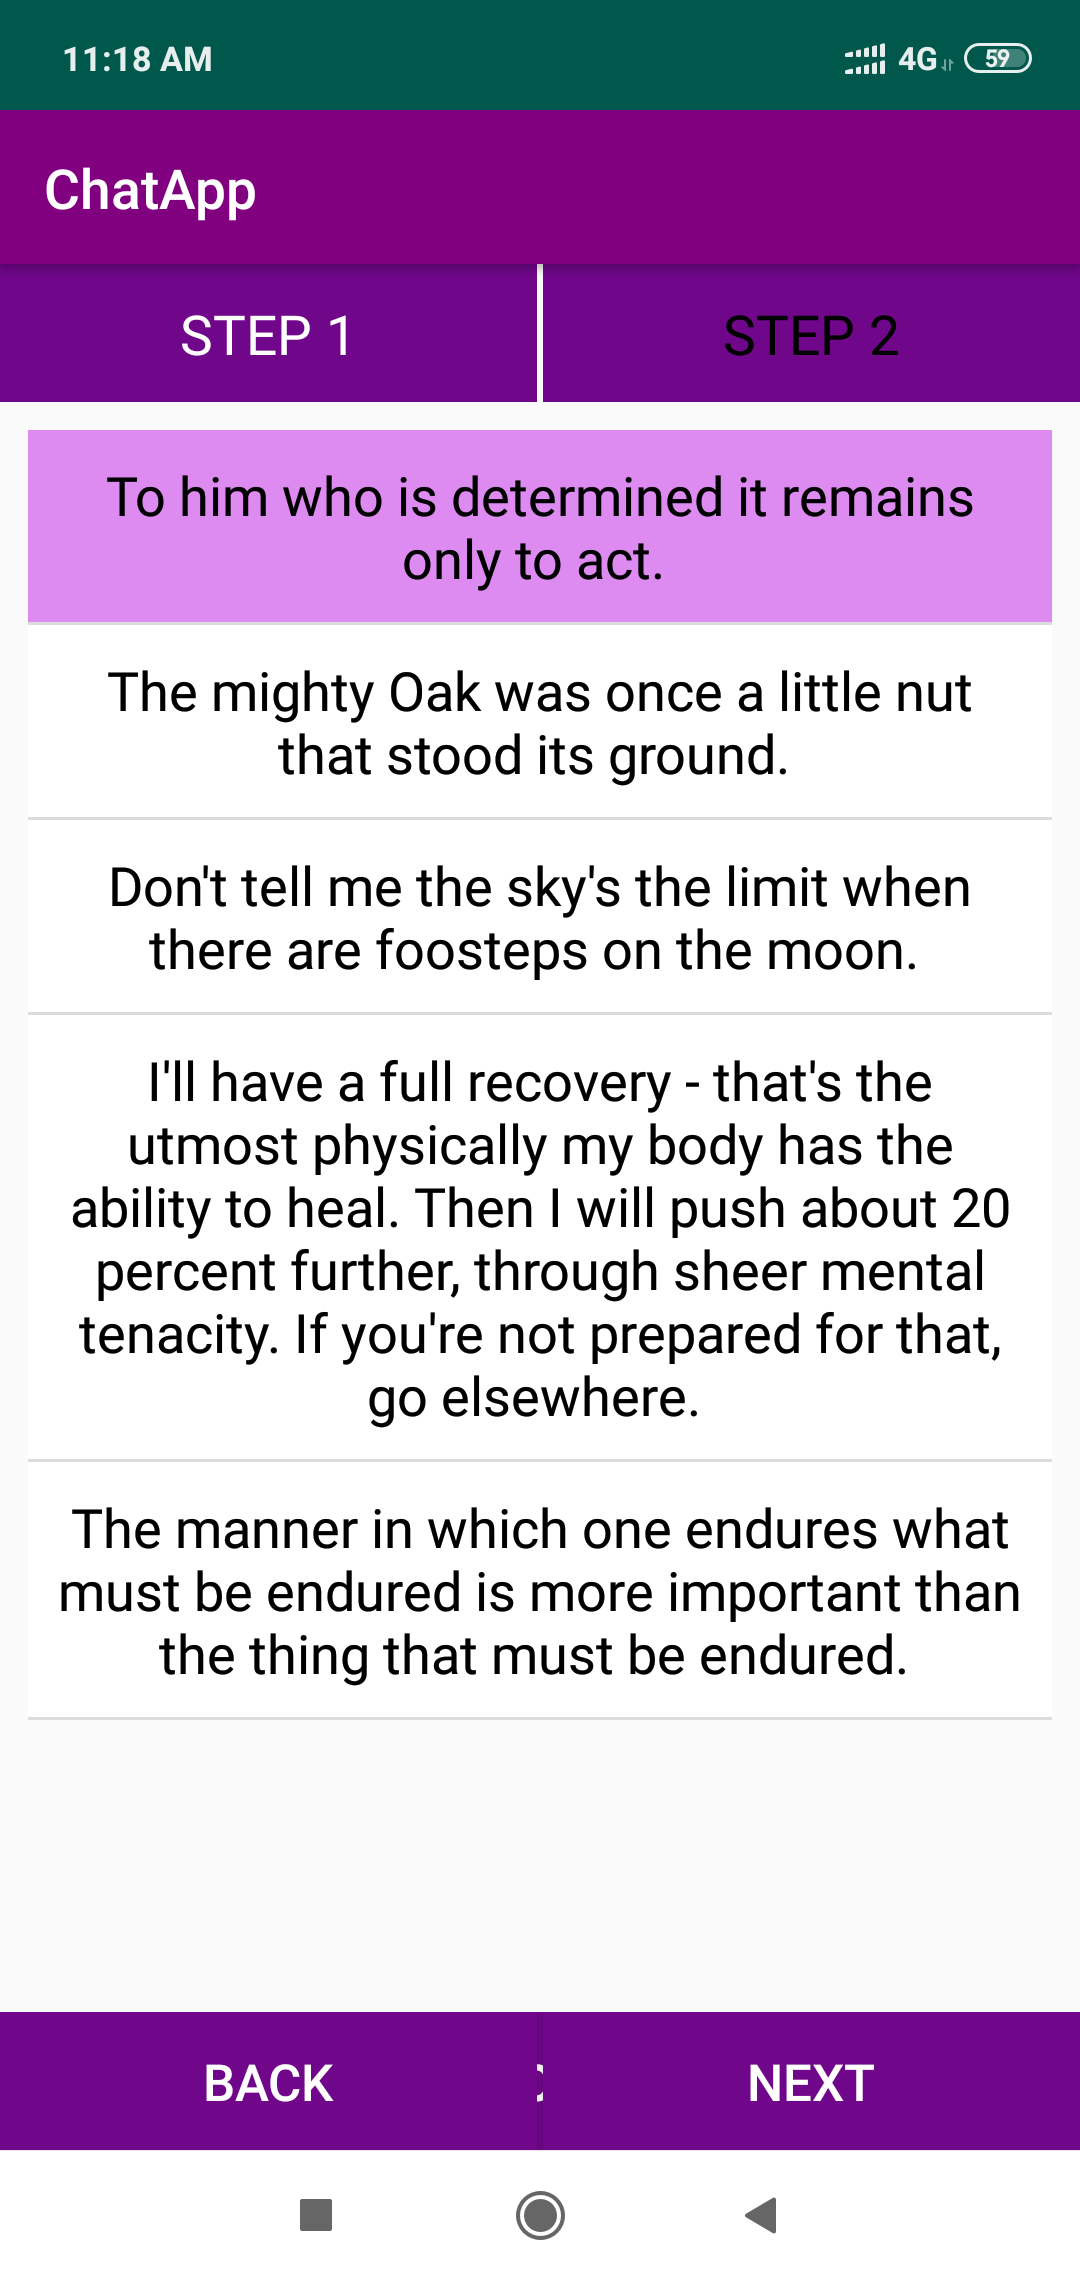 11:18 AM 4G 59
ChatApp
STEP 1 STEP 2
To him who is determined it remains
only to act.
The mighty Oak was once a little nut
that stood its ground.
Don't tell me the sky's the limit when
there are foosteps on the moon.
I'll have a full recovery - that's the
utmost physically my body has the
ability to heal. Then I will push about 20
percent further, through sheer mental
tenacity. If you're not prepared for that,
go elsewhere.
The manner in which one endures what
must be endured is more important than
the thing that must be endured.
BACK NEXT